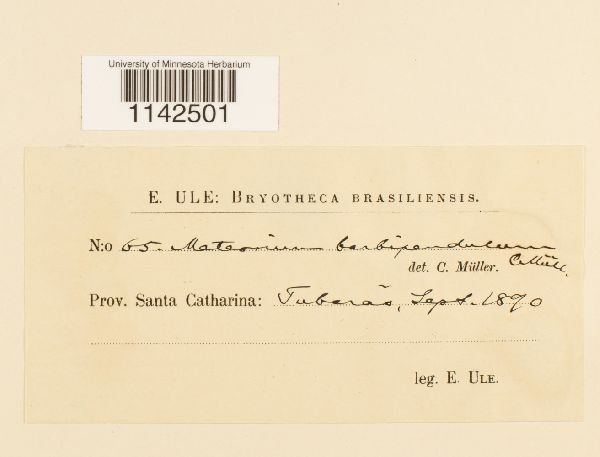 University of Minnesota Herbarium
1142501
E. ULE: BRYOTHECA BRASILIENSIS.
N:o 65. Meteorium barbipendulum
det. C. Müller. C. Müll.
Prov. Santa Catharina: Tubarão, Sept. 1890
leg. E. ULE.